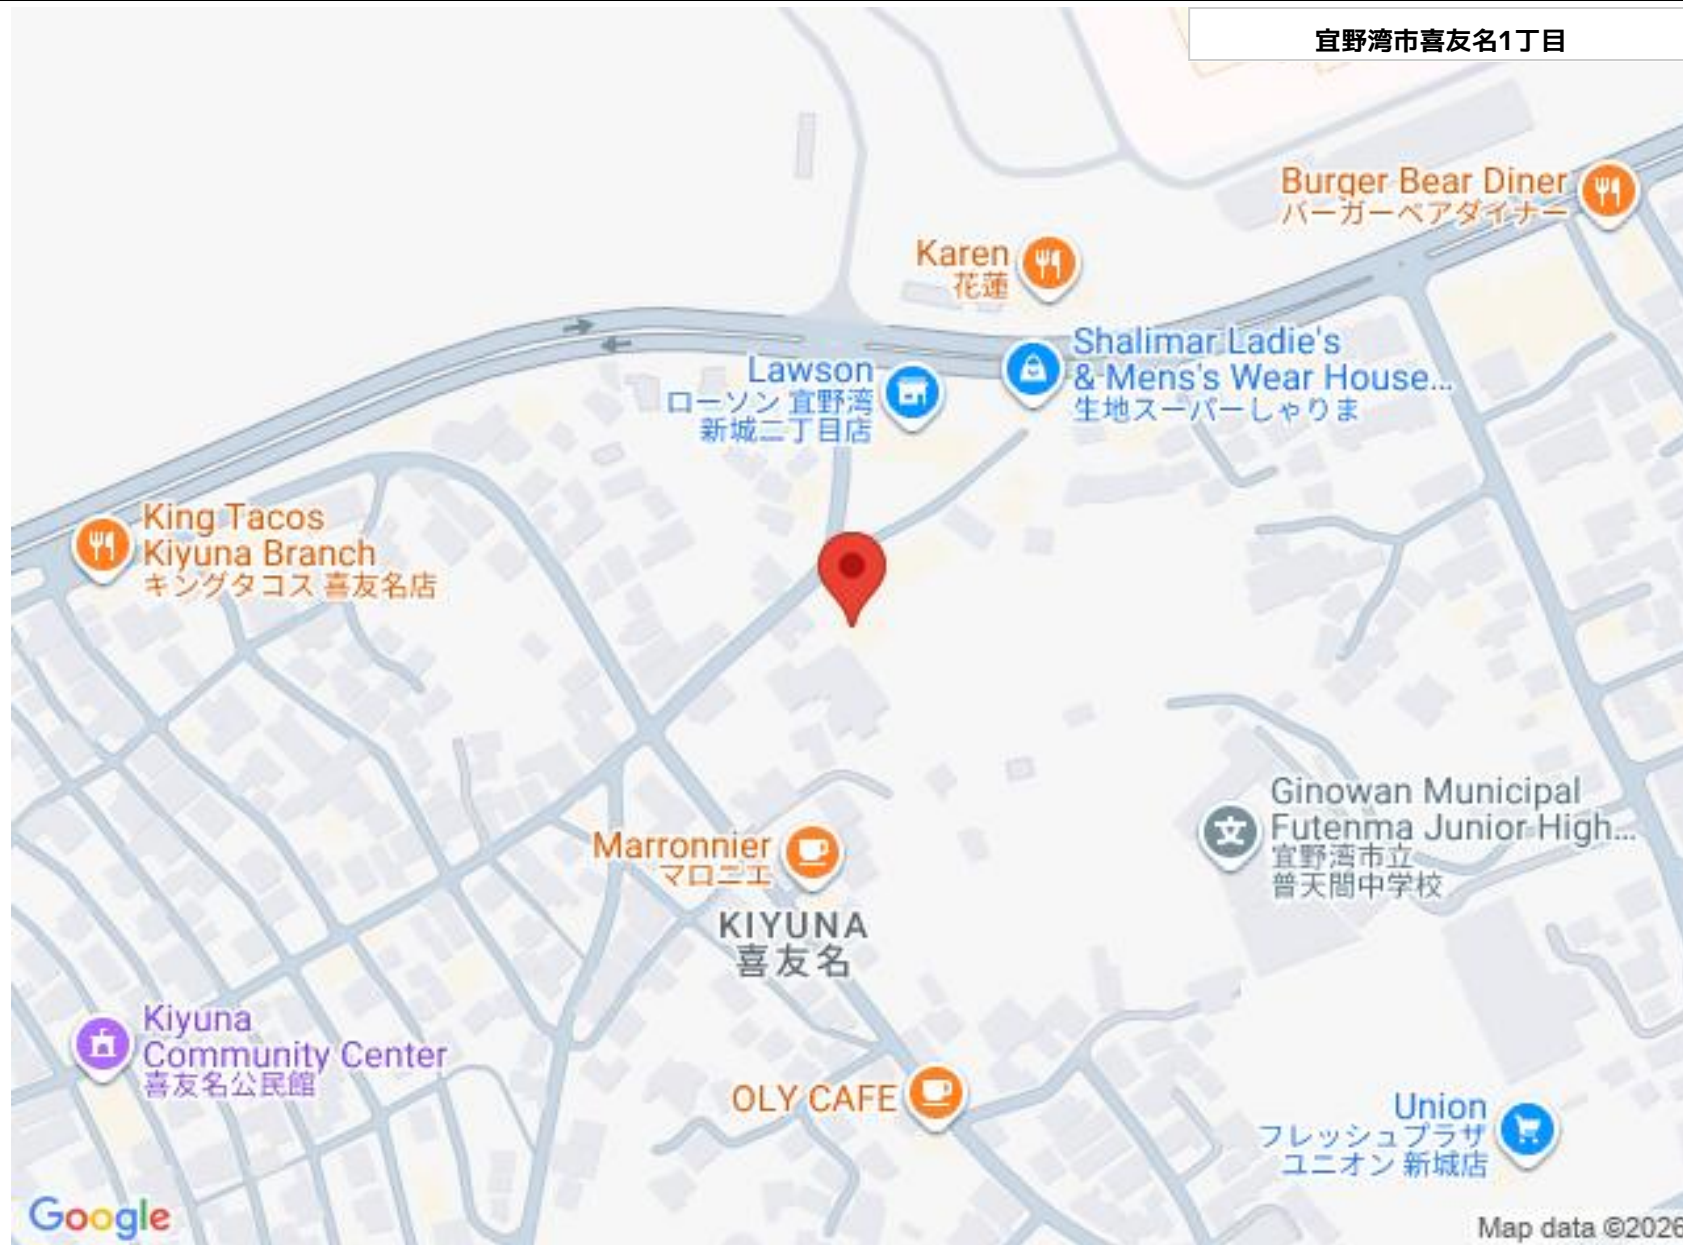 宜野湾市喜友名1丁目
Burger Bear Diner
バーガーベアダイナー
Karen
花蓮
Shalimar Ladie's
& Mens's Wear House...
生地スーパーしゃりま
Lawson
ローソン 宜野湾
新城二丁目店
King Tacos
Kiyuna Branch
キングタコス 喜友名店
Ginowan Municipal
Futenma Junior High...
宜野湾市立
普天間中学校
Marronnier
マロニエ
KIYUNA
喜友名
Kiyuna
Community Center
喜友名公民館
OLY CAFE
Union
フレッシュプラザ
ユニオン 新城店
Google
Map data ©2026